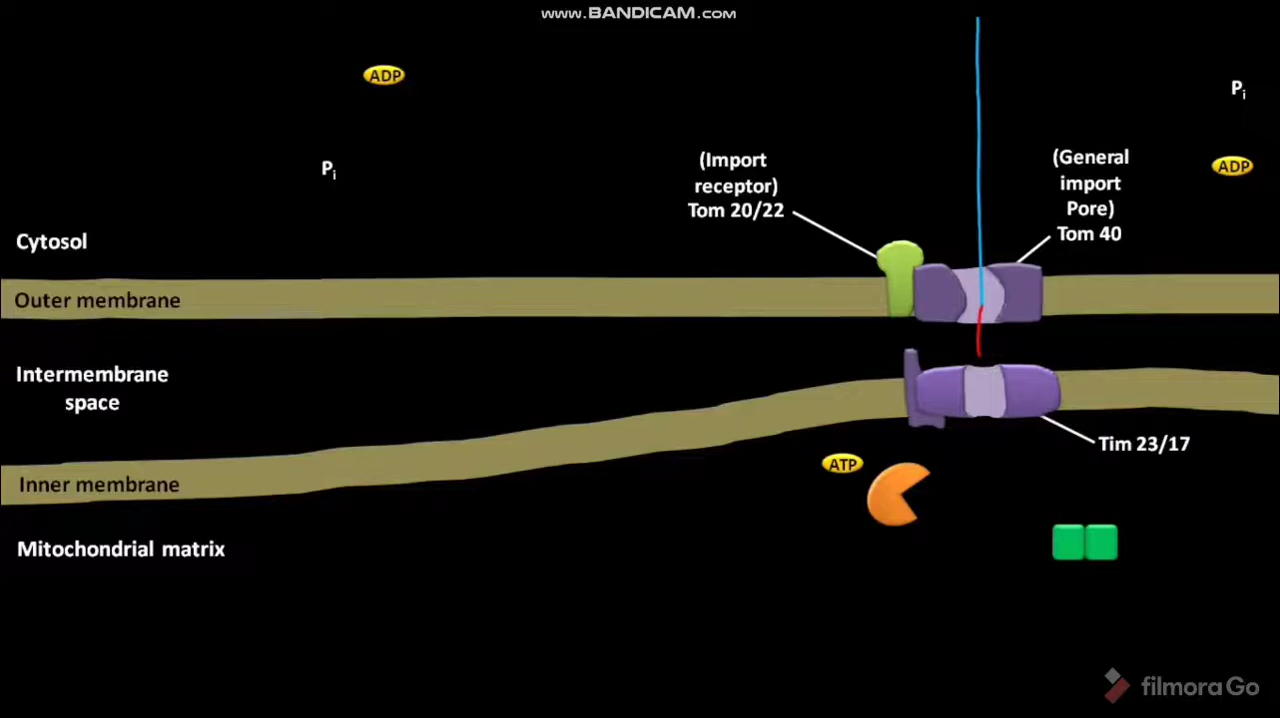 www.BANDICAM.com
ADP
Pi
Pi
ADP
(Import
receptor)
Tom 20/22
(General
import
Pore)
Tom 40
Cytosol
Outer membrane
Intermembrane
space
Tim 23/17
ATP
Inner membrane
Mitochondrial matrix
filmoraGo